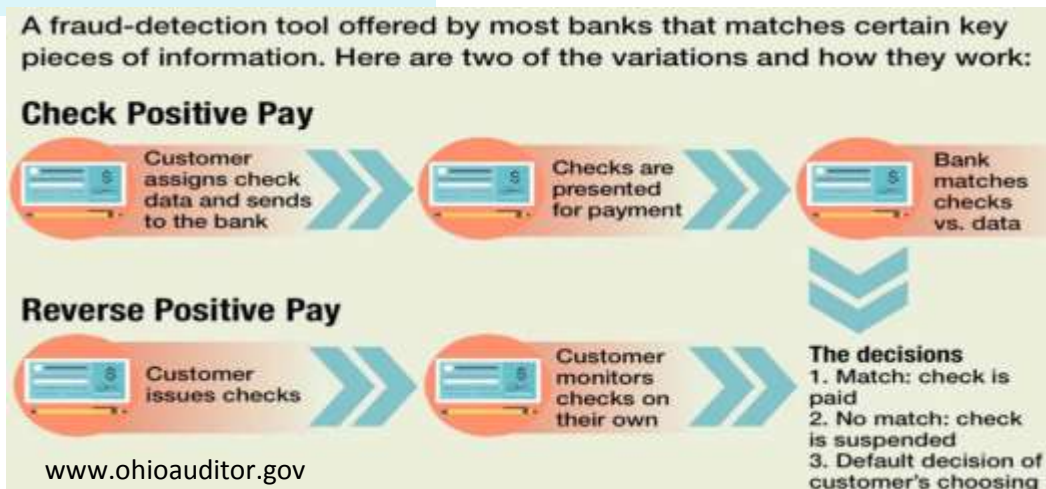 A fraud-detection tool offered by most banks that matches certain key
pieces of information. Here are two of the variations and how they work:
Check Positive Pay
Customer
assigns check
data and sends
to the bank
Checks are
presented
for payment
Bank
matches
checks
vs. data
Reverse Positive Pay
Customer
issues checks
Customer
monitors
checks on
their own
The decisions
1. Match: check is
paid
2. No match: check
is suspended
3. Default decision of
customer's choosing
$
$
$
$
$
www.ohioauditor.gov